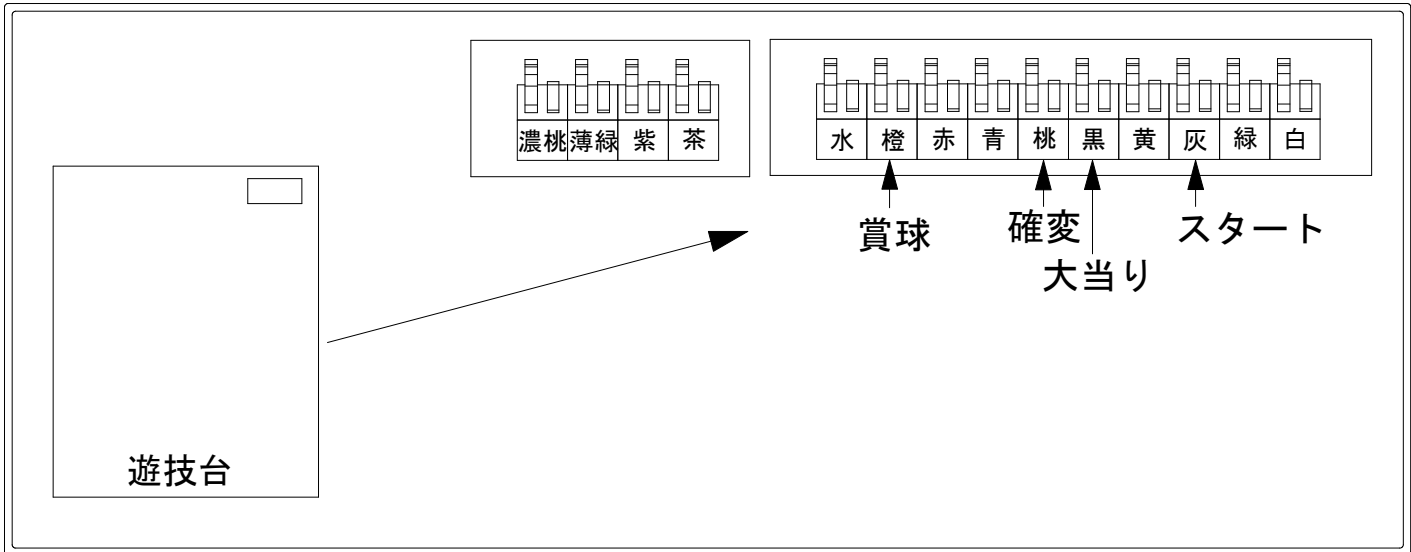 濃桃 薄緑 紫 茶
水 橙 赤 青 桃 黒 黄 灰 緑 白
賞球 確変 スタート
大当り
遊技台